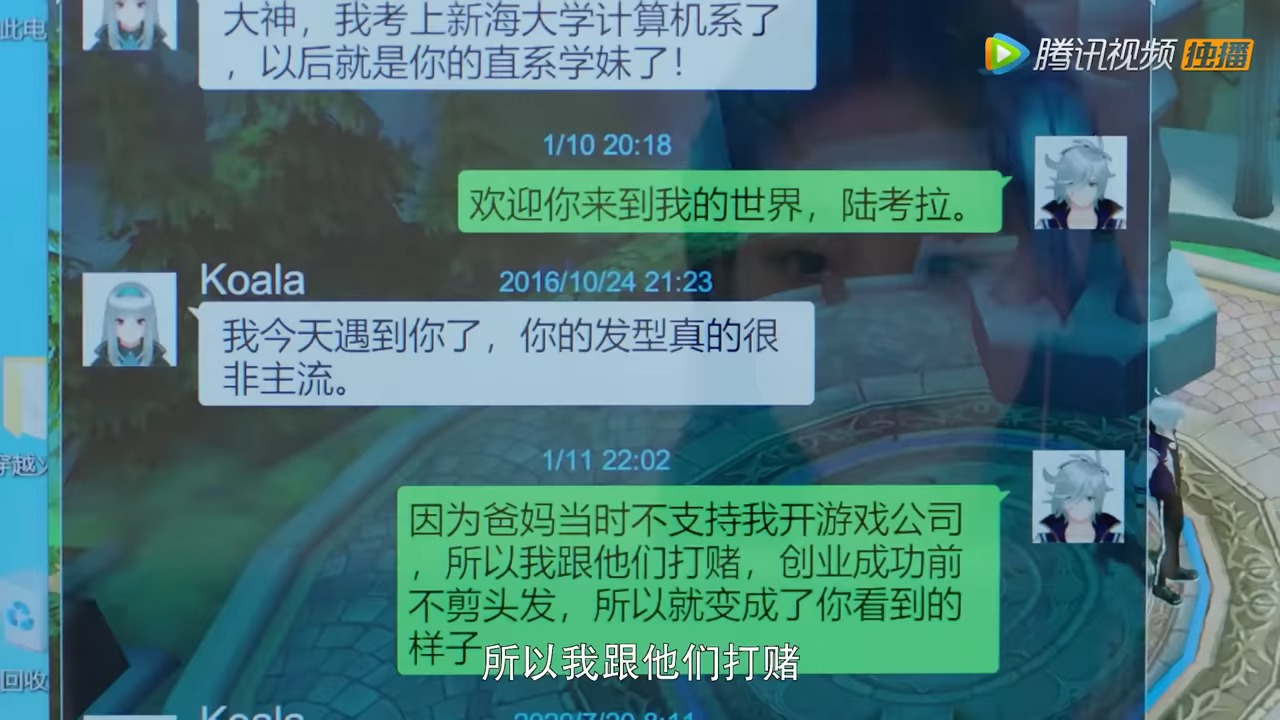 此电
大神，我考上新海大学计算机系了
，以后就是你的直系学妹了！
腾讯视频 独播
1/10 20:18
欢迎你来到我的世界，陆考拉。
Koala
2016/10/24 21:23
我今天遇到你了，你的发型真的很
非主流。
1/11 22:02
因为爸妈当时不支持我开游戏公司
，所以我跟他们打赌，创业成功前
不剪头发，所以就变成了你看到的
样子
穿越
回收
所以我跟他们打赌
Koala